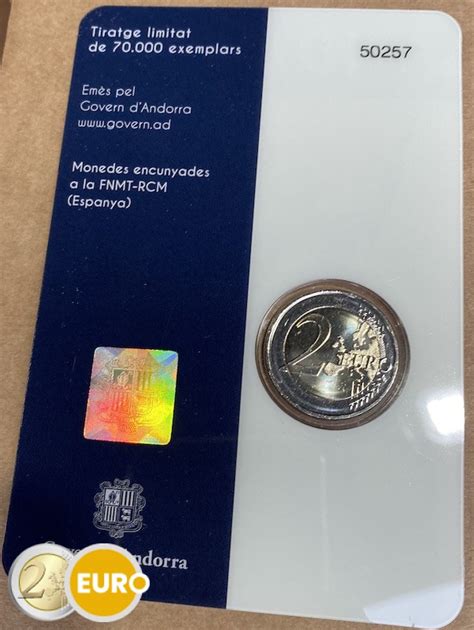 Tiratge limitat
de 70.000 exemplars
50257
Emès pel
Govern d'Andorra
www.govern.ad
Monedes encunyades
a la FNMT-RCM
(Espanya)
2 EURO
Andorra
2 EURO